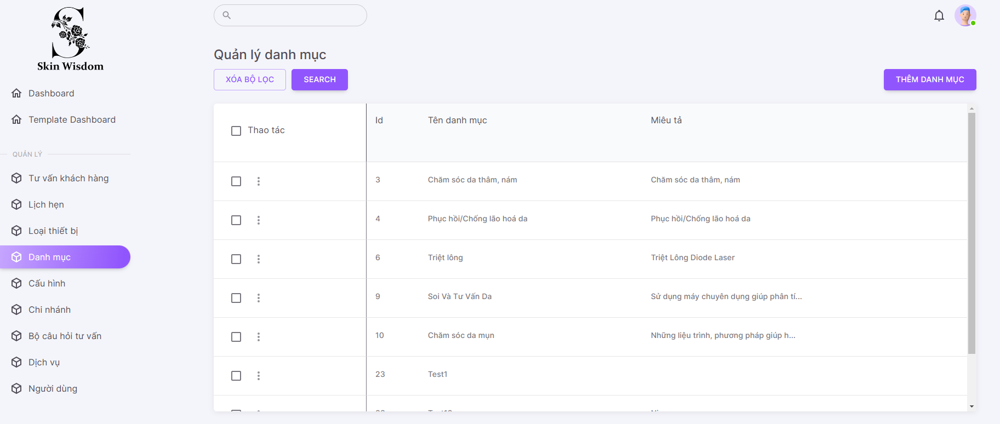 Skin Wisdom
Dashboard
Template Dashboard
QUẢN LÝ
Tư vấn khách hàng
Lịch hẹn
Loại thiết bị
Danh mục
Cấu hình
Chi nhánh
Bộ câu hỏi tư vấn
Dịch vụ
Người dùng
Quản lý danh mục
XÓA BỘ LỌC SEARCH THÊM DANH MỤC
Thao tác Id Tên danh mục Miêu tả
3 Chăm sóc da thâm, nám Chăm sóc da thâm, nám
4 Phục hồi/Chống lão hoá da Phục hồi/Chống lão hoá da
6 Triệt lông Triệt Lông Diode Laser
9 Soi Và Tư Vấn Da Sử dụng máy chuyên dụng giúp phân tí...
10 Chăm sóc da mụn Những liệu trình, phương pháp giúp h...
23 Test1